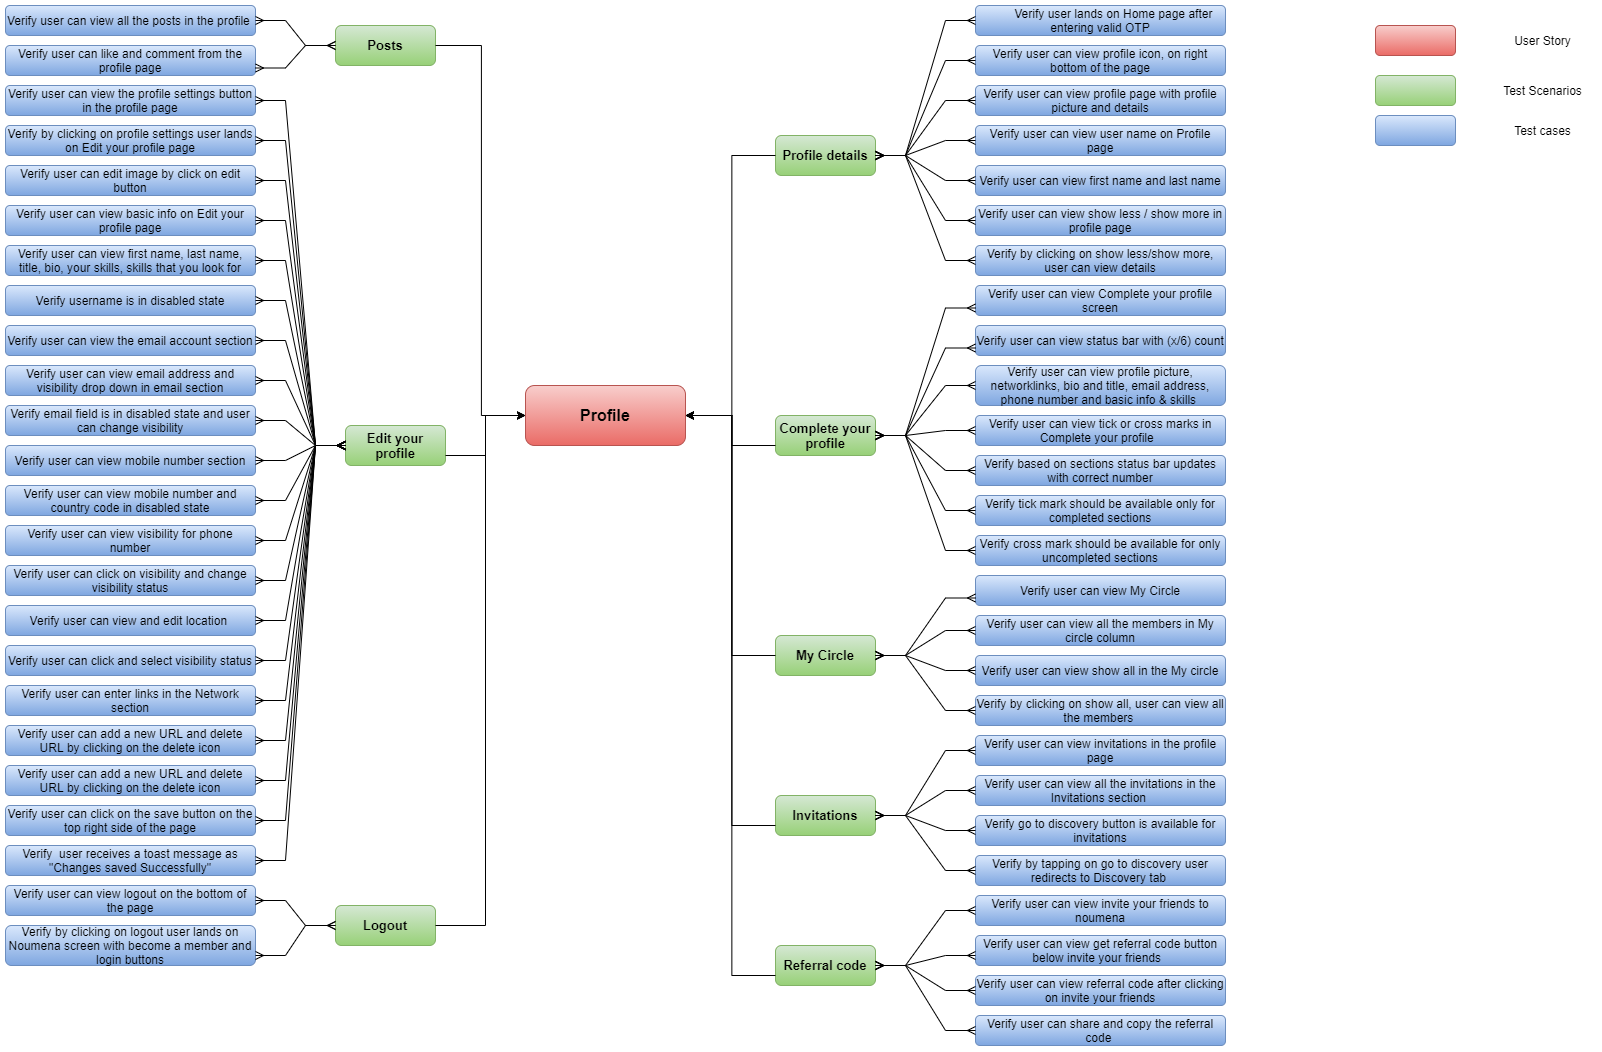 Verify user can view all the posts in the profile
Verify user can like and comment from the
profile page
Posts
Verify user can view the profile settings button
in the profile page
Verify by clicking on profile settings user lands
on Edit your profile page
Verify user can edit image by click on edit
button
Verify user can view basic info on Edit your
profile page
Verify user can view first name, last name,
title, bio, your skills, skills that you look for
Verify username is in disabled state
Verify user can view the email account section
Verify user can view email address and
visibility drop down in email section
Verify email field is in disabled state and user
can change visibility
Verify user can view mobile number section
Verify user can view mobile number and
country code in disabled state
Verify user can view visibility for phone
number
Verify user can click on visibility and change
visibility status
Verify user can view and edit location
Verify user can click and select visibility status
Verify user can enter links in the Network
section
Verify user can add a new URL and delete
URL by clicking on the delete icon
Verify user can add a new URL and delete
URL by clicking on the delete icon
Verify user can click on the save button on the
top right side of the page
Verify  user receives a toast message as
"Changes saved Successfully"
Edit your
profile
Verify user can view logout on the bottom of
the page
Verify by clicking on logout user lands on
Noumena screen with become a member and
login buttons
Logout
Profile
Profile details
Verify user lands on Home page after
entering valid OTP
Verify user can view profile icon, on right
bottom of the page
Verify user can view profile page with profile
picture and details
Verify user can view user name on Profile
page
Verify user can view first name and last name
Verify user can view show less / show more in
profile page
Verify by clicking on show less/show more,
user can view details
Complete your
profile
Verify user can view Complete your profile
screen
Verify user can view status bar with (x/6) count
Verify user can view profile picture,
networklinks, bio and title, email address,
phone number and basic info & skills
Verify user can view tick or cross marks in
Complete your profile
Verify based on sections status bar updates
with correct number
Verify tick mark should be available only for
completed sections
Verify cross mark should be available for only
uncompleted sections
My Circle
Verify user can view My Circle
Verify user can view all the members in My
circle column
Verify user can view show all in the My circle
Verify by clicking on show all, user can view all
the members
Invitations
Verify user can view invitations in the profile
page
Verify user can view all the invitations in the
Invitations section
Verify go to discovery button is available for
invitations
Verify by tapping on go to discovery user
redirects to Discovery tab
Referral code
Verify user can view invite your friends to
noumena
Verify user can view get referral code button
below invite your friends
Verify user can view referral code after clicking
on invite your friends
Verify user can share and copy the referral
code
User Story
Test Scenarios
Test cases